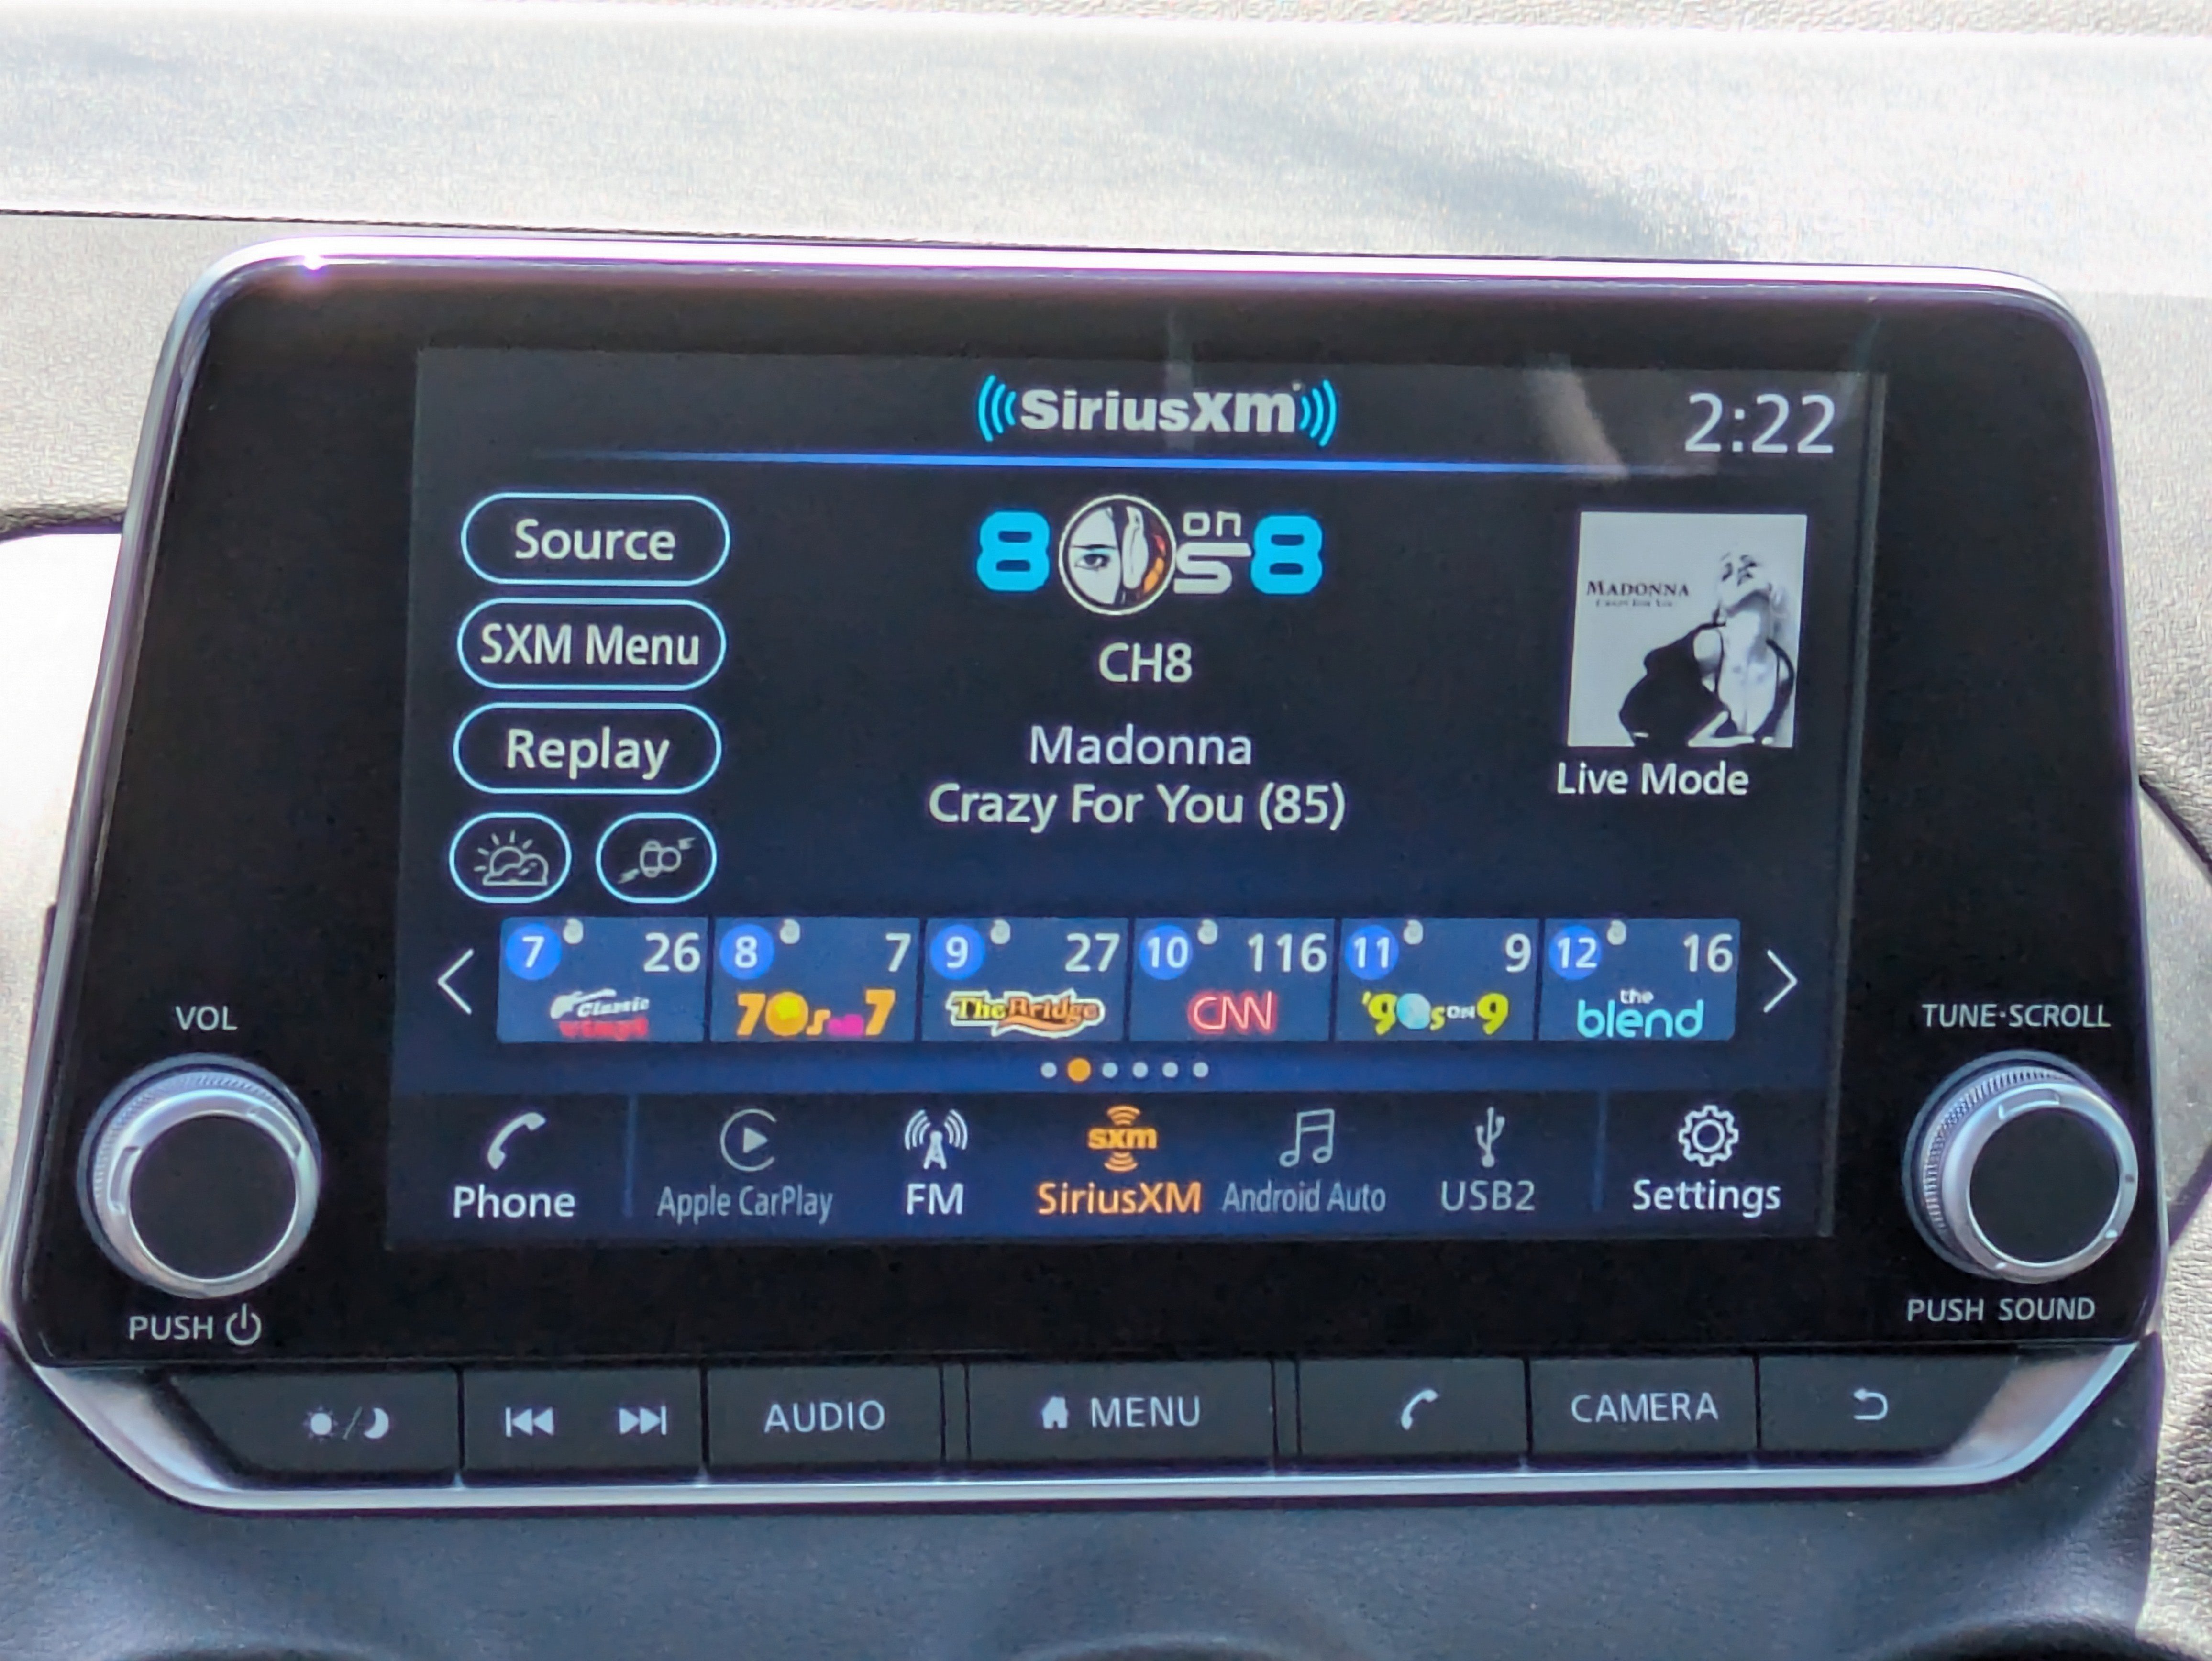 SiriusXM
2:22
Source
80s on 8
MADONNA
CRAZY FOR YOU
SXM Menu
CH8
Replay
Madonna
Crazy For You (85)
Live Mode
7 26
8 7
9 27
10 116
11 9
12 16
Classic Vinyl
70s on 7
The Bridge
CNN
'90s ON 9
the blend
VOL
TUNE·SCROLL
sxm
Phone
Apple CarPlay
FM
SiriusXM
Android Auto
USB2
Settings
PUSH
PUSH SOUND
AUDIO
MENU
CAMERA